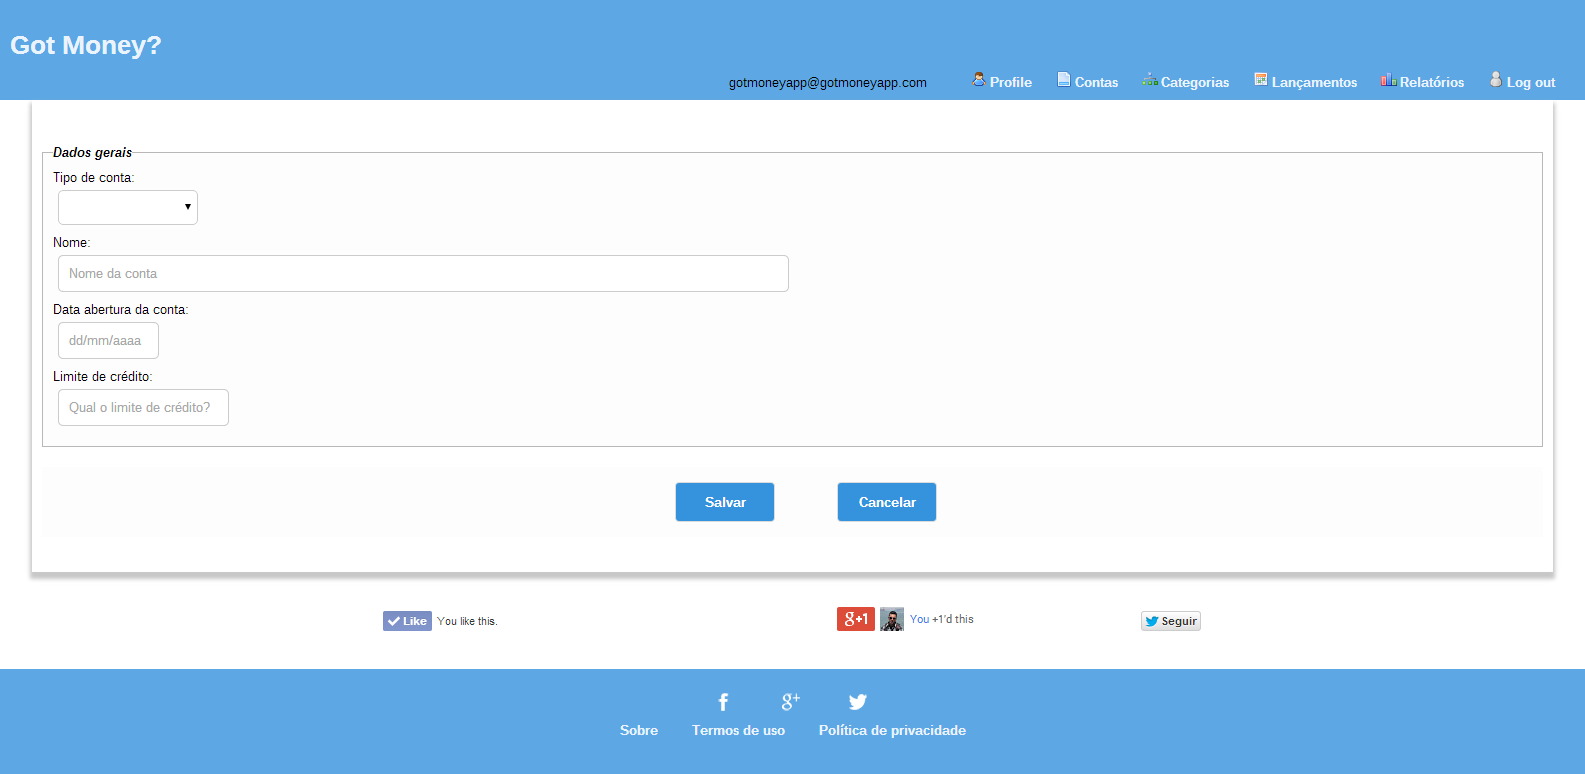 Got Money?
gotmoneyapp@gotmoneyapp.com Profile Contas Categorias Lançamentos Relatórios Log out
Dados gerais
Tipo de conta:
Nome:
Nome da conta
Data abertura da conta:
dd/mm/aaaa
Limite de crédito:
Qual o limite de crédito?
Salvar Cancelar
Like You like this. g+1 You +1'd this Seguir
f g+
Sobre Termos de uso Política de privacidade